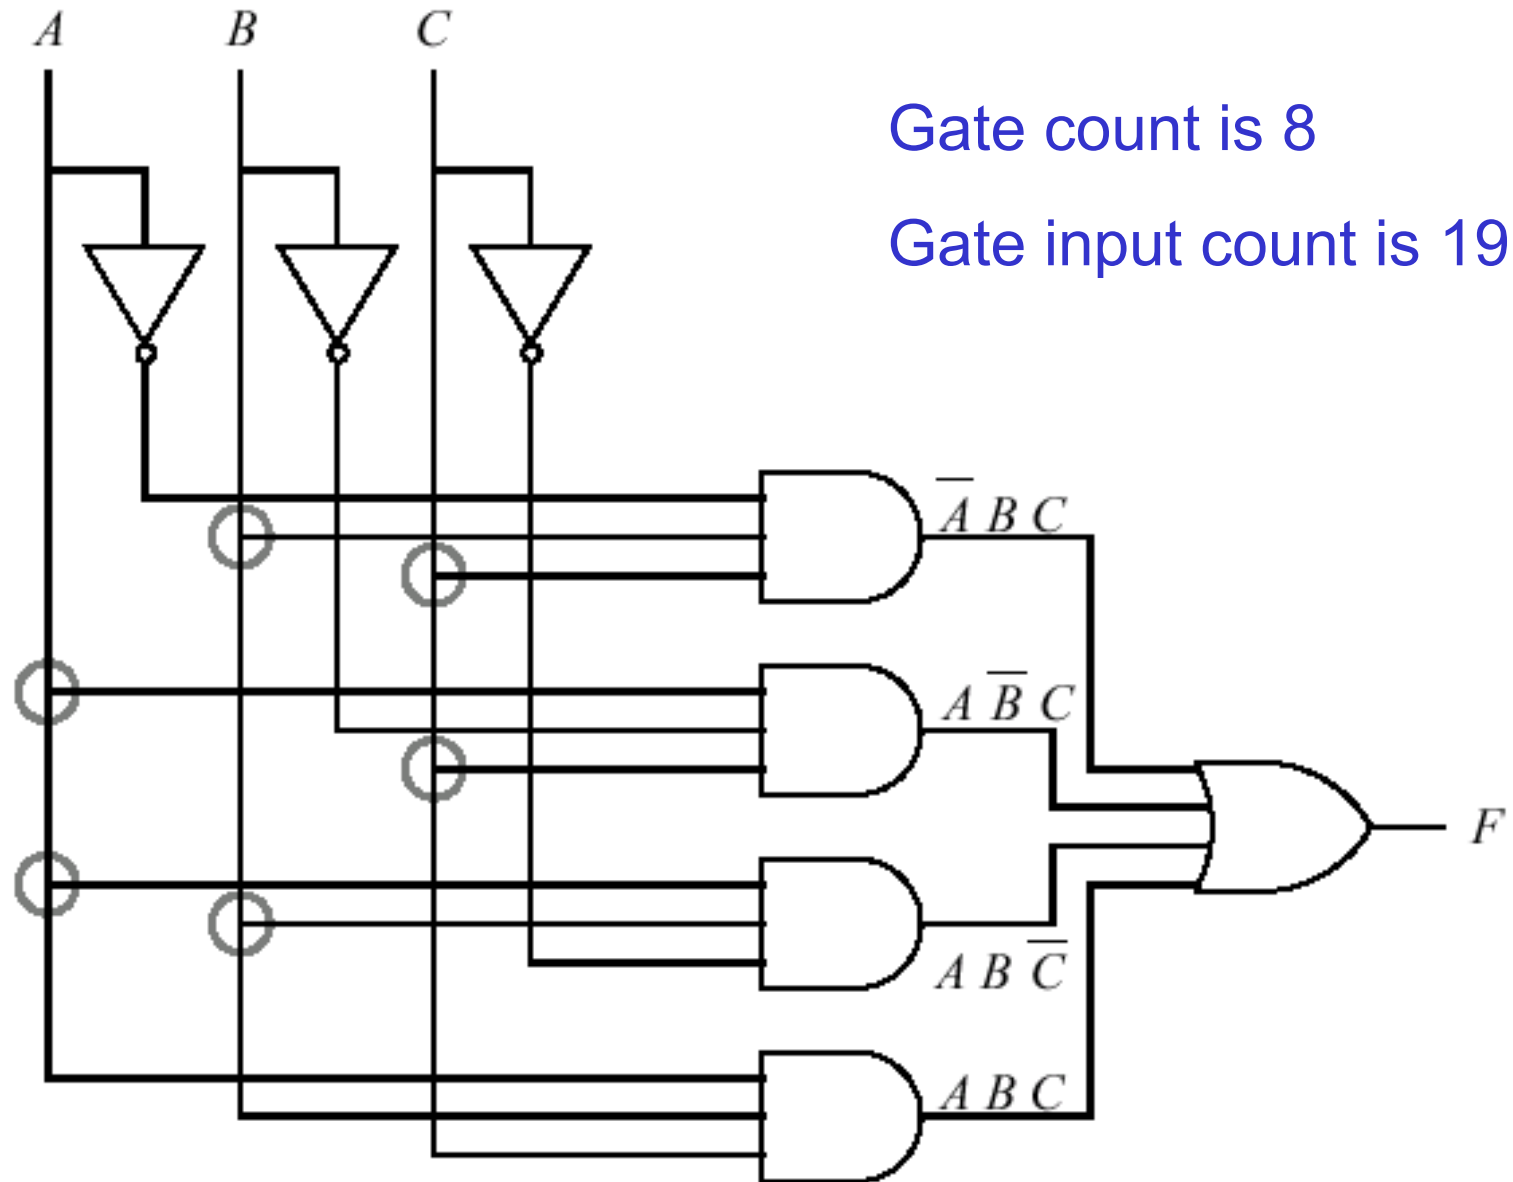 A B C
Gate count is 8
Gate input count is 19
A̅ B C
A B̅ C
F
A B C̅
A B C